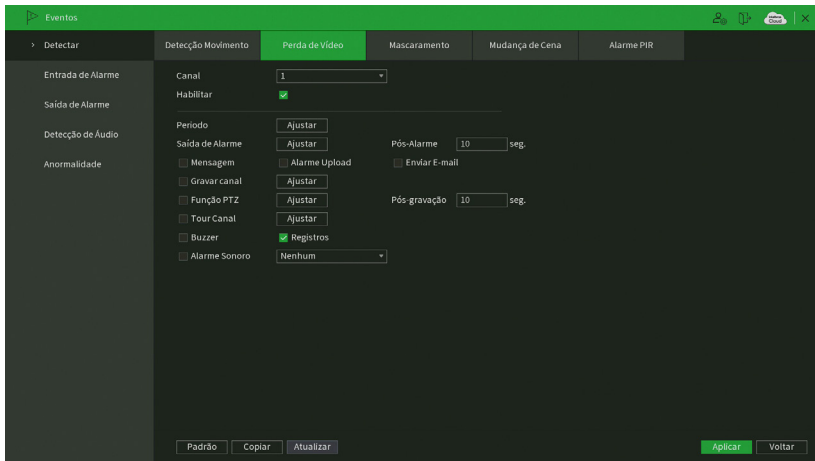 Eventos
Cloud
Detectar
Detecção Movimento
Perda de Vídeo
Mascaramento
Mudança de Cena
Alarme PIR
Entrada de Alarme
Saída de Alarme
Detecção de Áudio
Anormalidade
Canal 1
Habilitar
Periodo Ajustar
Saída de Alarme Ajustar Pós-Alarme 10 seg.
Mensagem Alarme Upload Enviar E-mail
Gravar canal Ajustar
Função PTZ Ajustar Pós-gravação 10 seg.
Tour Canal Ajustar
Buzzer Registros
Alarme Sonoro Nenhum
Padrão Copiar Atualizar Aplicar Voltar